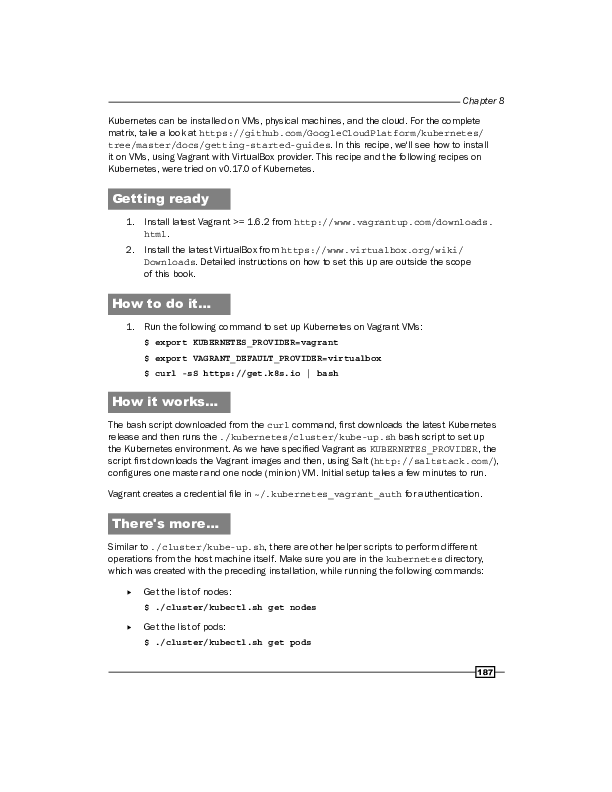 Chapter 8
Kubernetes can be installed on VMs, physical machines, and the cloud. For the complete
matrix, take a look at https://github.com/GoogleCloudPlatform/kubernetes/
tree/master/docs/getting-started-guides. In this recipe, we'll see how to install
it on VMs, using Vagrant with VirtualBox provider. This recipe and the following recipes on
Kubernetes, were tried on v0.17.0 of Kubernetes.
Getting ready
1. Install latest Vagrant >= 1.6.2 from http://www.vagrantup.com/downloads.
html.
2. Install the latest VirtualBox from https://www.virtualbox.org/wiki/
Downloads. Detailed instructions on how to set this up are outside the scope
of this book.
How to do it…
1. Run the following command to set up Kubernetes on Vagrant VMs:
$ export KUBERNETES_PROVIDER=vagrant
$ export VAGRANT_DEFAULT_PROVIDER=virtualbox
$ curl -sS https://get.k8s.io | bash
How it works…
The bash script downloaded from the curl command, first downloads the latest Kubernetes
release and then runs the ./kubernetes/cluster/kube-up.sh bash script to set up
the Kubernetes environment. As we have specified Vagrant as KUBERNETES_PROVIDER, the
script first downloads the Vagrant images and then, using Salt (http://saltstack.com/),
configures one master and one node (minion) VM. Initial setup takes a few minutes to run.
Vagrant creates a credential file in ~/.kubernetes_vagrant_auth for authentication.
There's more…
Similar to ./cluster/kube-up.sh, there are other helper scripts to perform different
operations from the host machine itself. Make sure you are in the kubernetes directory,
which was created with the preceding installation, while running the following commands:
▸ Get the list of nodes:
$ ./cluster/kubectl.sh get nodes
▸ Get the list of pods:
$ ./cluster/kubectl.sh get pods
187